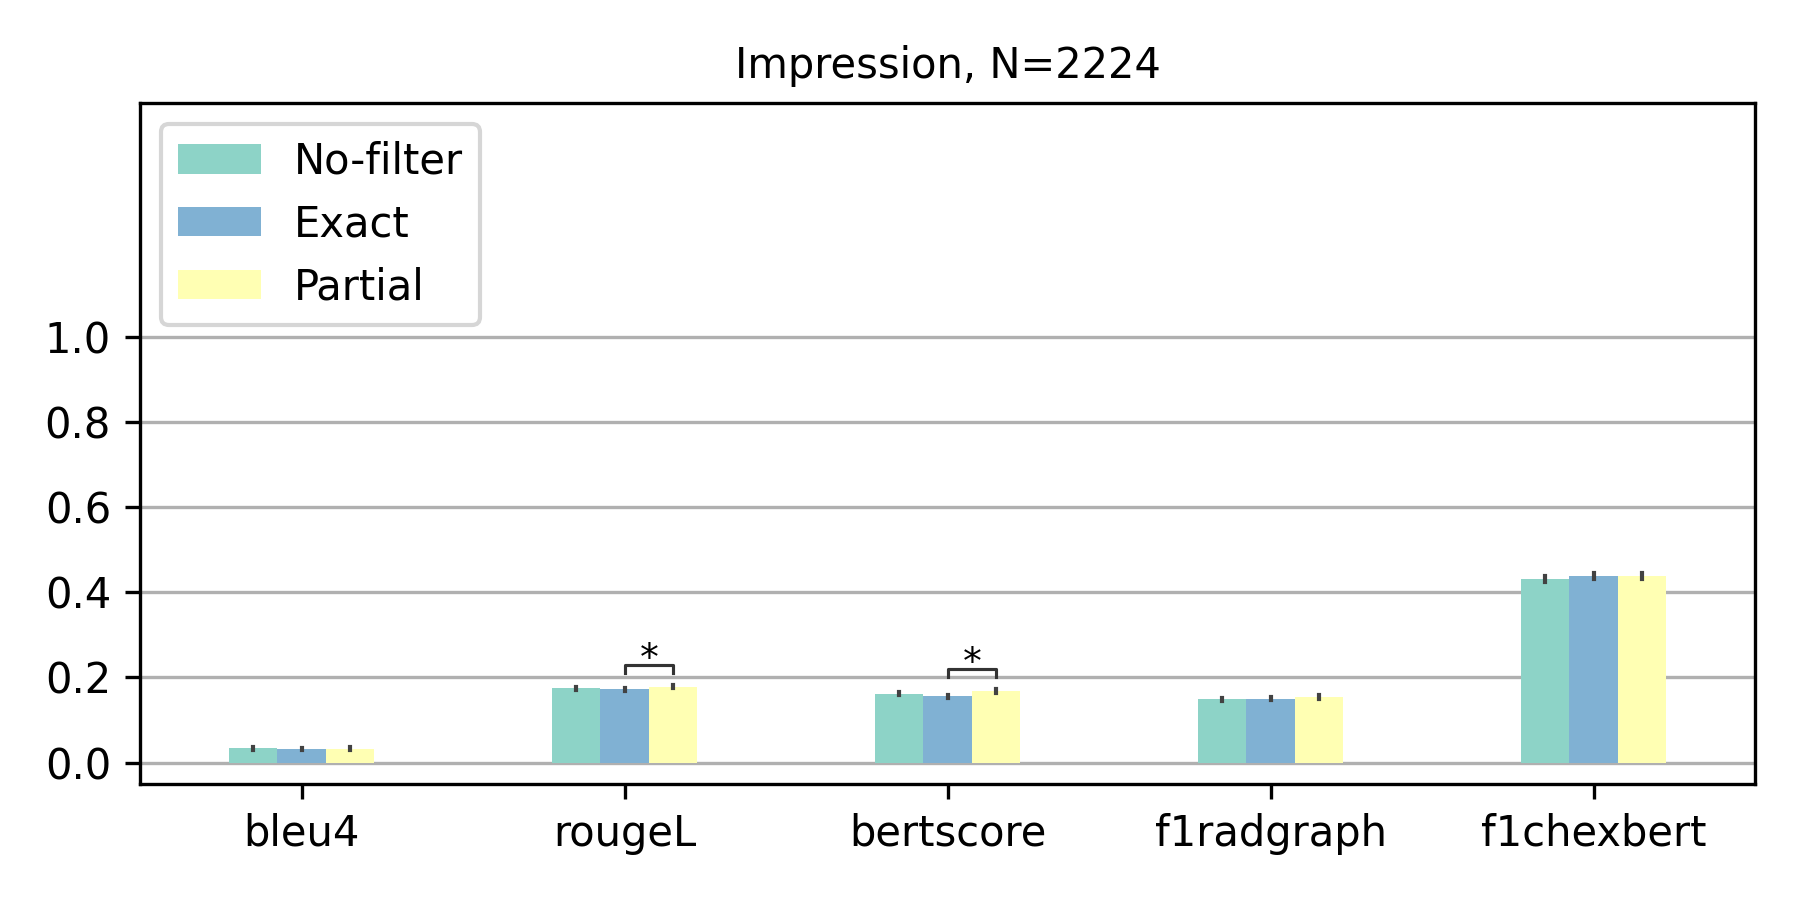 Impression, N=2224
No-filter
Exact
Partial
1.0
0.8
0.6
0.4
0.2
0.0
*
*
bleu4
rougeL
bertscore
f1radgraph
f1chexbert